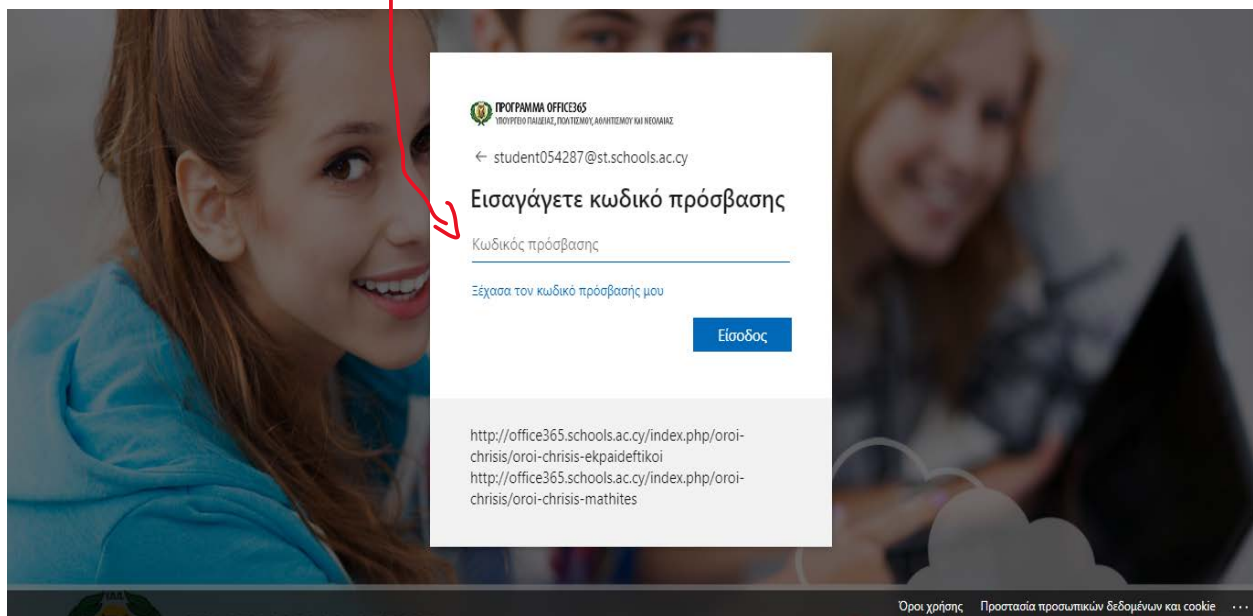 ΠΡΟΓΡΑΜΜΑ OFFICE365
ΥΠΟΥΡΓΕΙΟ ΠΑΙΔΕΙΑΣ, ΠΟΛΙΤΙΣΜΟΥ, ΑΘΛΗΤΙΣΜΟΥ ΚΑΙ ΝΕΟΛΑΙΑΣ
← student054287@st.schools.ac.cy
Εισαγάγετε κωδικό πρόσβασης
Κωδικός πρόσβασης
Ξέχασα τον κωδικό πρόσβασής μου
Είσοδος
http://office365.schools.ac.cy/index.php/oroi-
chrisis/oroi-chrisis-ekpaideftikoi
http://office365.schools.ac.cy/index.php/oroi-
chrisis/oroi-chrisis-mathites
Όροι χρήσης Προστασία προσωπικών δεδομένων και cookie ···